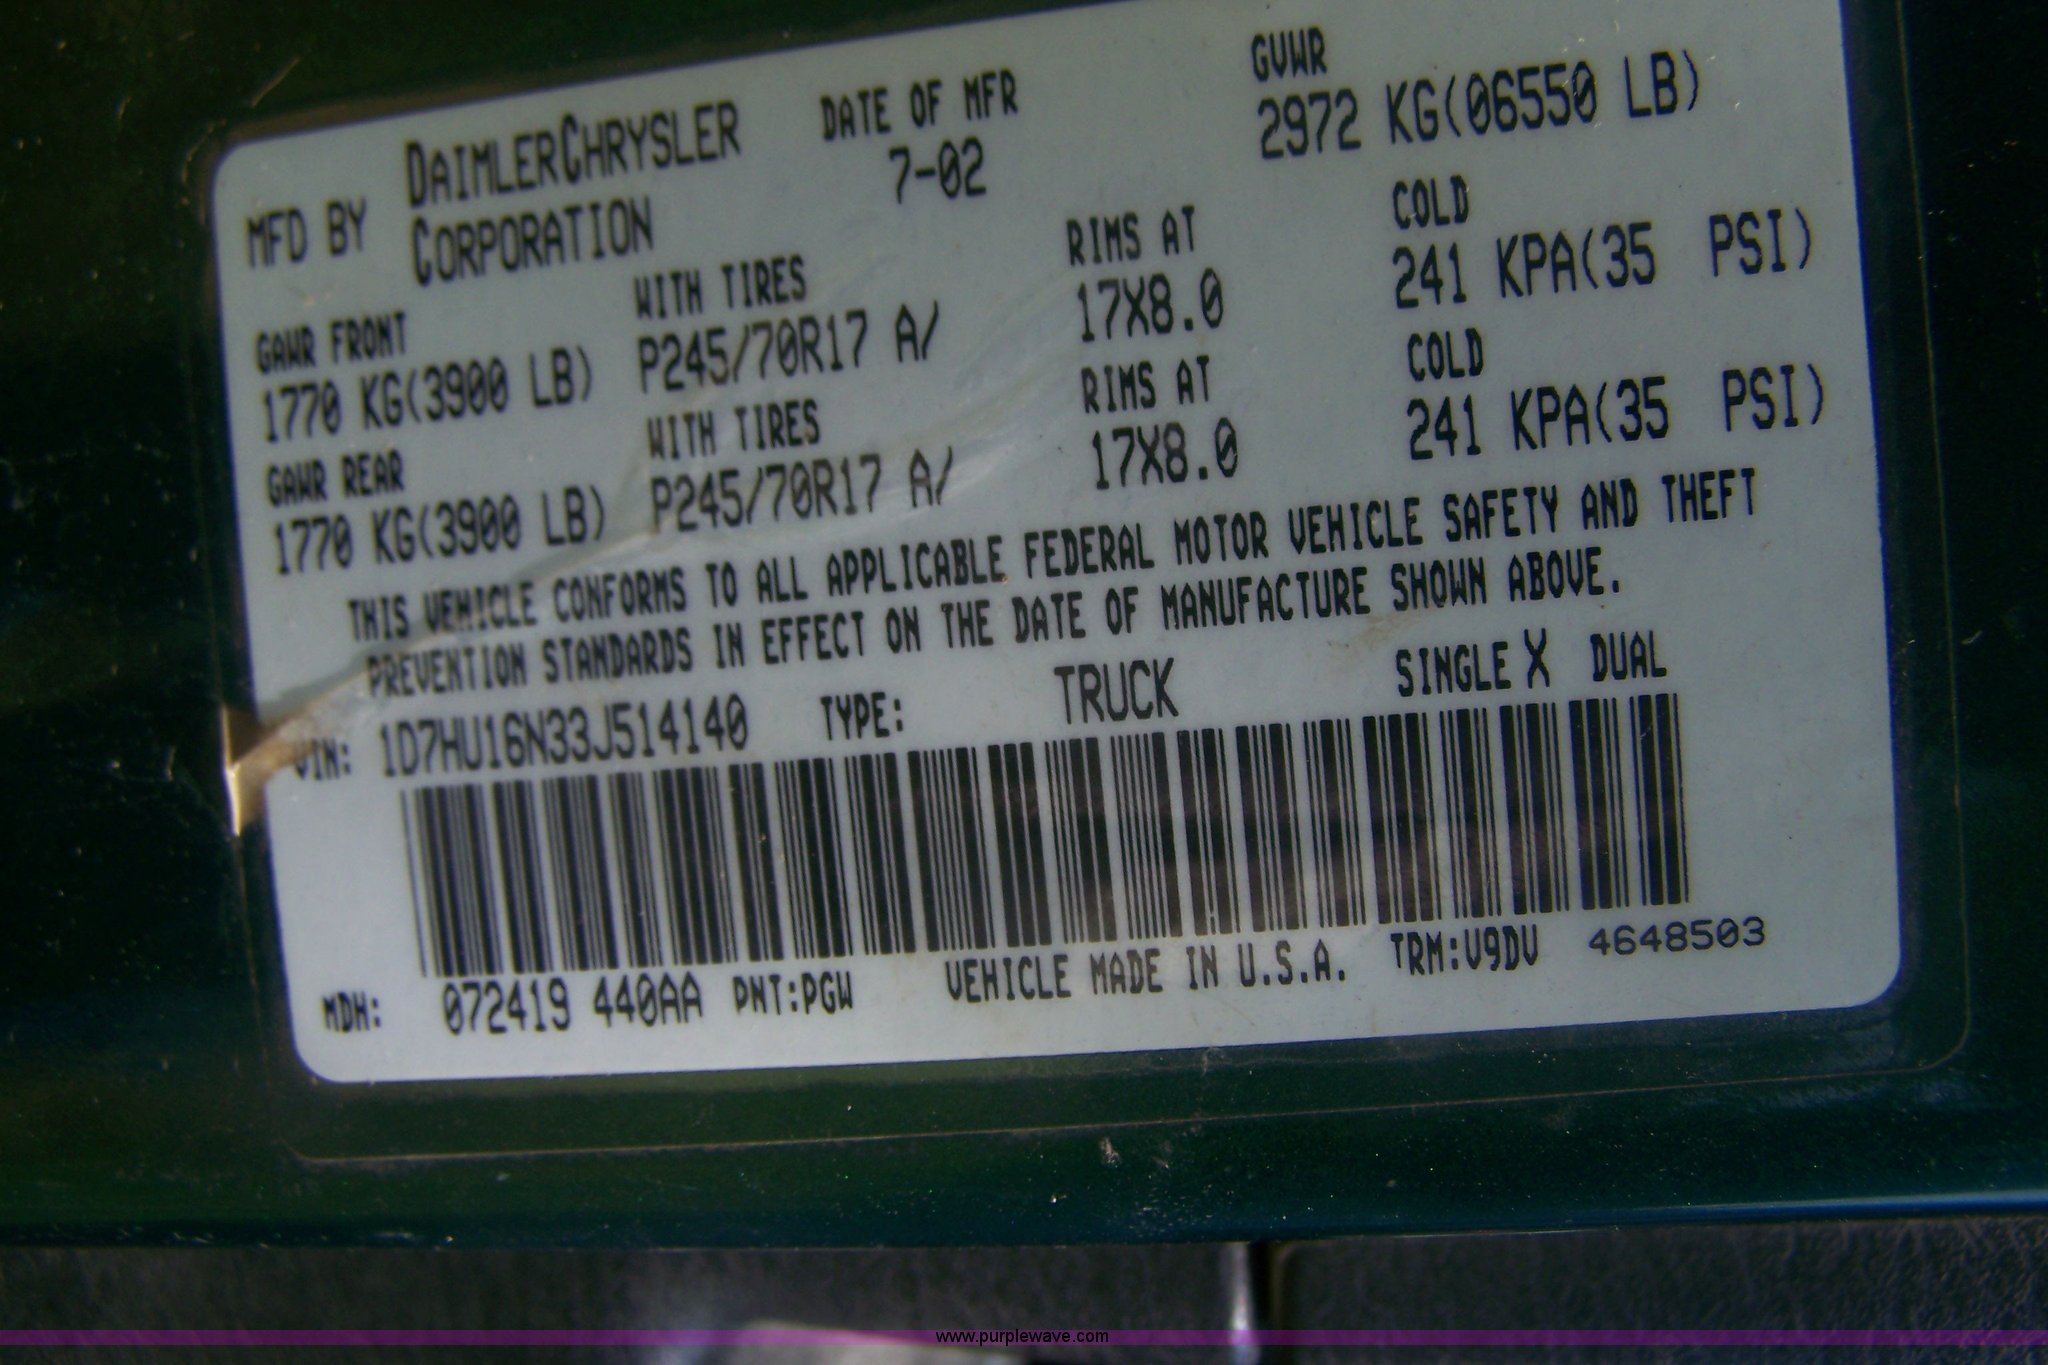 MFD BY DAIMLERCHRYSLER CORPORATION
DATE OF MFR
7-02
GVWR
2972 KG(06550 LB)
GAWR FRONT WITH TIRES RIMS AT COLD
1770 KG(3900 LB) P245/70R17 A/ 17X8.0 241 KPA(35 PSI)
GAWR REAR WITH TIRES RIMS AT COLD
1770 KG(3900 LB) P245/70R17 A/ 17X8.0 241 KPA(35 PSI)
THIS VEHICLE CONFORMS TO ALL APPLICABLE FEDERAL MOTOR VEHICLE SAFETY AND THEFT
PREVENTION STANDARDS IN EFFECT ON THE DATE OF MANUFACTURE SHOWN ABOVE.
VIN: 1D7HU16N33J514140 TYPE: TRUCK SINGLE X DUAL
MDH: 072419 440AA PNT:PGW VEHICLE MADE IN U.S.A. TRM:V9DV 4648503
www.purplewave.com